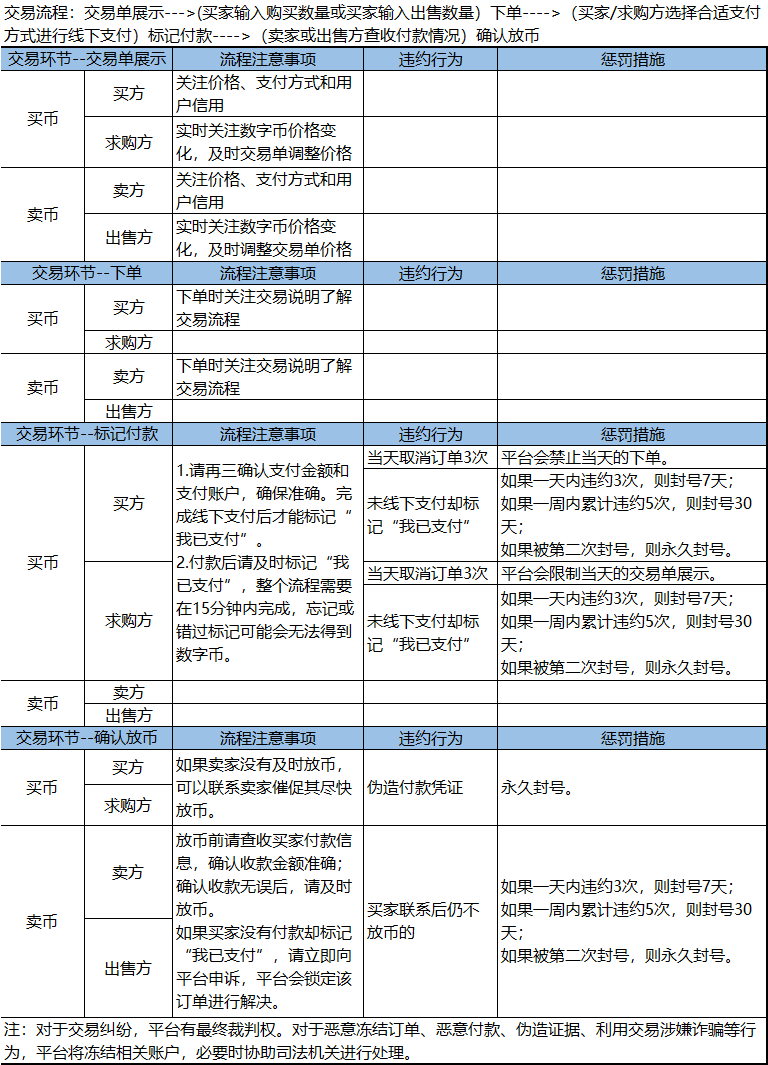 交易流程：交易单展示--->(买家输入购买数量或买家输入出售数量）下单---->（买家/求购方选择合适支付
方式进行线下支付）标记付款---->（卖家或出售方查收付款情况）确认放币
交易环节--交易单展示 流程注意事项 违约行为 惩罚措施
买币
买方
关注价格、支付方式和用
户信用
求购方
实时关注数字币价格变
化，及时交易单调整价格
卖币
卖方
关注价格、支付方式和用
户信用
出售方
实时关注数字币价格变
化，及时调整交易单价格
交易环节--下单 流程注意事项 违约行为 惩罚措施
买币
买方
下单时关注交易说明了解
交易流程
求购方
卖币
卖方
下单时关注交易说明了解
交易流程
出售方
交易环节--标记付款 流程注意事项 违约行为 惩罚措施
买币
买方
1.请再三确认支付金额和
支付账户，确保准确。完
成线下支付后才能标记“
我已支付”。
2.付款后请及时标记“我
已支付”，整个流程需要
在15分钟内完成，忘记或
错过标记可能会无法得到
数字币。
当天取消订单3次 平台会禁止当天的下单。
未线下支付却标
记“我已支付”
如果一天内违约3次，则封号7天；
如果一周内累计违约5次，则封号30
天；
如果被第二次封号，则永久封号。
求购方
当天取消订单3次 平台会限制当天的交易单展示。
未线下支付却标
记“我已支付”
如果一天内违约3次，则封号7天；
如果一周内累计违约5次，则封号30
天；
如果被第二次封号，则永久封号。
卖币
卖方
出售方
交易环节--确认放币 流程注意事项 违约行为 惩罚措施
买币
买方
求购方
如果卖家没有及时放币，
可以联系卖家催促其尽快
放币。
伪造付款凭证
永久封号。
卖币
卖方
出售方
放币前请查收买家付款信
息，确认收款金额准确；
确认收款无误后，请及时
放币。
如果买家没有付款却标记
“我已支付”，请立即向
平台申诉，平台会锁定该
订单进行解决。
买家联系后仍不
放币的
如果一天内违约3次，则封号7天；
如果一周内累计违约5次，则封号30
天；
如果被第二次封号，则永久封号。
注：对于交易纠纷，平台有最终裁判权。对于恶意冻结订单、恶意付款、伪造证据、利用交易涉嫌诈骗等行
为，平台将冻结相关账户，必要时协助司法机关进行处理。